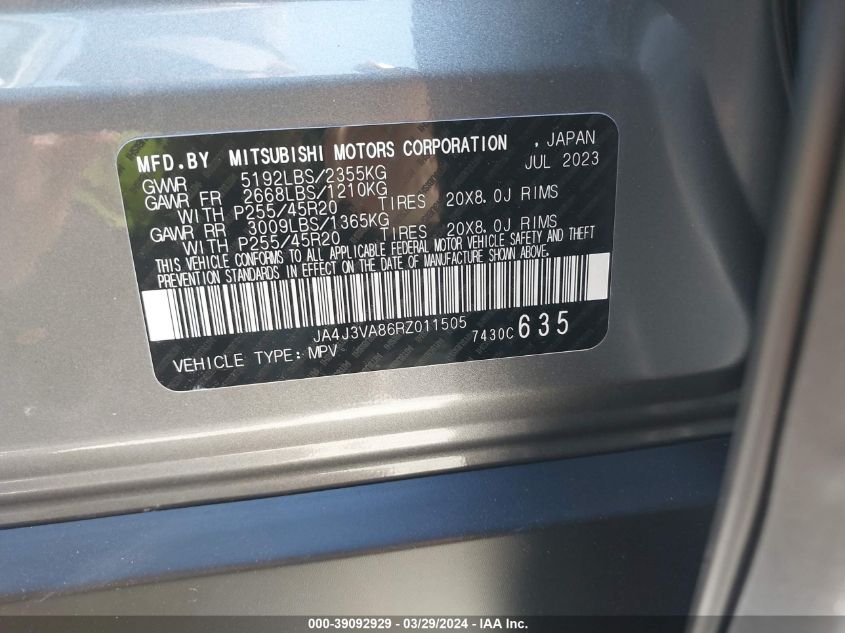 MFD.BY MITSUBISHI MOTORS CORPORATION , JAPAN
JUL 2023
GVWR 5192LBS/2355KG
GAWR FR 2668LBS/1210KG
WITH P255/45R20 TIRES 20X8.0J RIMS
GAWR RR 3009LBS/1365KG
WITH P255/45R20 TIRES 20X8.0J RIMS
THIS VEHICLE CONFORMS TO ALL APPLICABLE FEDERAL MOTOR VEHICLE SAFETY AND THEFT
PREVENTION STANDARDS IN EFFECT ON THE DATE OF MANUFACTURE SHOWN ABOVE.
JA4J3VA86RZ011505
7430C 635
VEHICLE TYPE: MPV
000-39092929 - 03/29/2024 - IAA Inc.